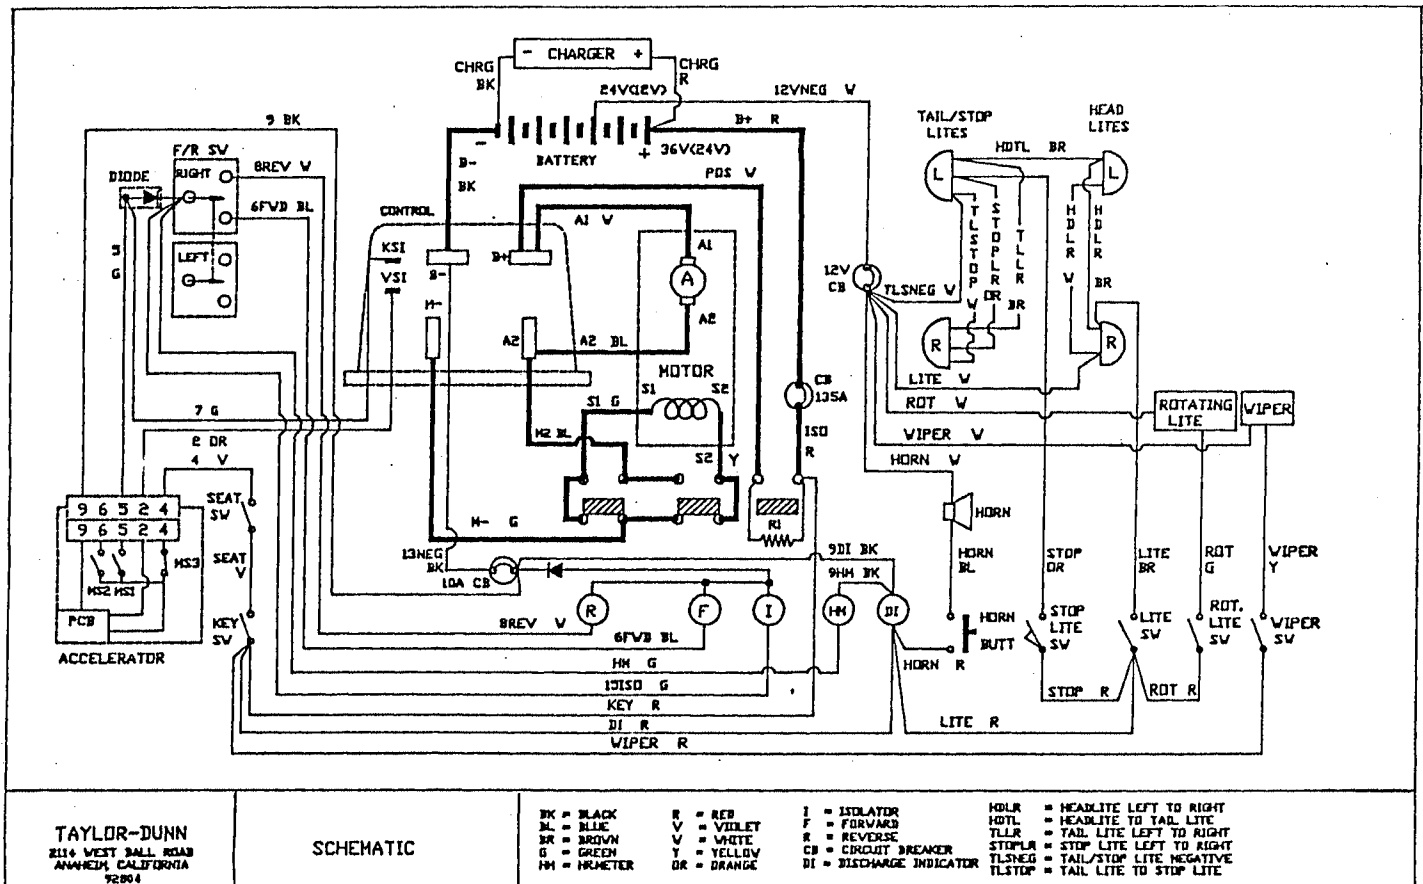 - CHARGER +
CHRG BK
CHRG R
24V(12V)
12VNEG W
9 BK
F/R SW
RIGHT
8REV W
DIODE
6FWD BL
5 G
LEFT
B- BK
-
BATTERY
+ 36V(24V)
B+ R
POS W
CONTROL
KSI
VSI
B-
B+
A1 W
A1
A
A2
M-
A2
A2 BL
MOTOR
S1
S2
S1 G
M2 BL
S2 Y
CB 135A
ISO R
TAIL/STOP LITES
HEAD LITES
HDTL BR
L
L
TLSTOP W
STOPLR OR
TLLR BR
HDLR W
HDLR BR
12V CB
TLSNEG W
R
R
LITE W
ROT W
ROTATING LITE
WIPER
WIPER W
HORN W
HORN
7 G
2 OR
4 V
SEAT SW
9 6 5 2 4
9 6 5 2 4
MS2 MS1
MS3
SEAT V
PCB
KEY SW
ACCELERATOR
M- G
R1
13NEG BK
10A CB
9DI BK
9HM BK
R
F
I
HM
DI
8REV W
6FWD BL
HM G
13ISO G
KEY R
DI R
WIPER R
HORN BL
STOP OR
LITE BR
ROT G
WIPER Y
HORN BUTT
HORN R
STOP LITE SW
LITE SW
ROT. LITE SW
WIPER SW
STOP R
ROT R
LITE R
TAYLOR-DUNN
2114 WEST BALL ROAD
ANAHEIM, CALIFORNIA
92804
SCHEMATIC
BK = BLACK
BL = BLUE
BR = BROWN
G = GREEN
HM = HRMETER
R = RED
V = VIOLET
W = WHITE
Y = YELLOW
OR = ORANGE
I = ISOLATOR
F = FORWARD
R = REVERSE
CB = CIRCUIT BREAKER
DI = DISCHARGE INDICATOR
HDLR = HEADLITE LEFT TO RIGHT
HDTL = HEADLITE TO TAIL LITE
TLLR = TAIL LITE LEFT TO RIGHT
STOPLR = STOP LITE LEFT TO RIGHT
TLSNEG = TAIL/STOP LITE NEGATIVE
TLSTOP = TAIL LITE TO STOP LITE